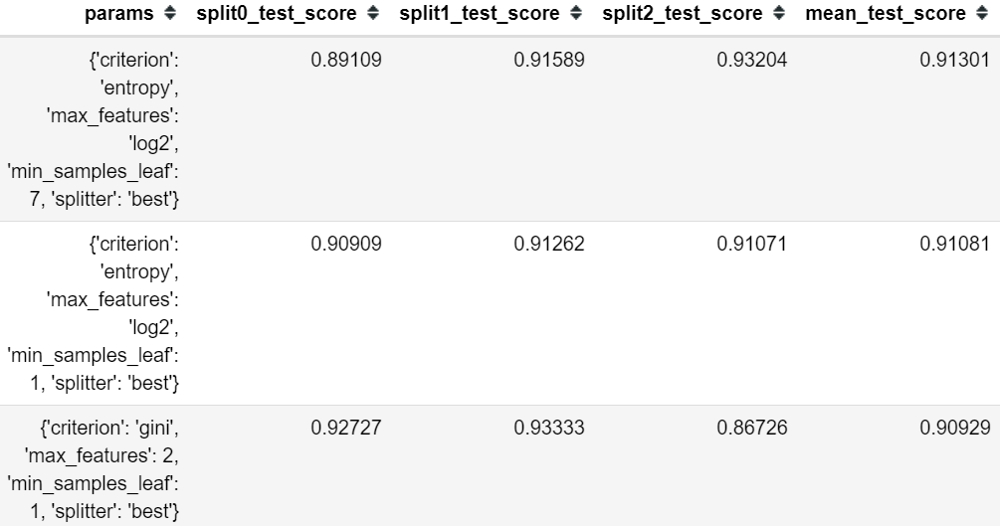 params split0_test_score split1_test_score split2_test_score mean_test_score
{'criterion': 0.89109 0.91589 0.93204 0.91301
'entropy',
'max_features':
'log2',
'min_samples_leaf':
7, 'splitter': 'best'}
{'criterion': 0.90909 0.91262 0.91071 0.91081
'entropy',
'max_features':
'log2',
'min_samples_leaf':
1, 'splitter': 'best'}
{'criterion': 'gini', 0.92727 0.93333 0.86726 0.90929
'max_features': 2,
'min_samples_leaf':
1, 'splitter': 'best'}